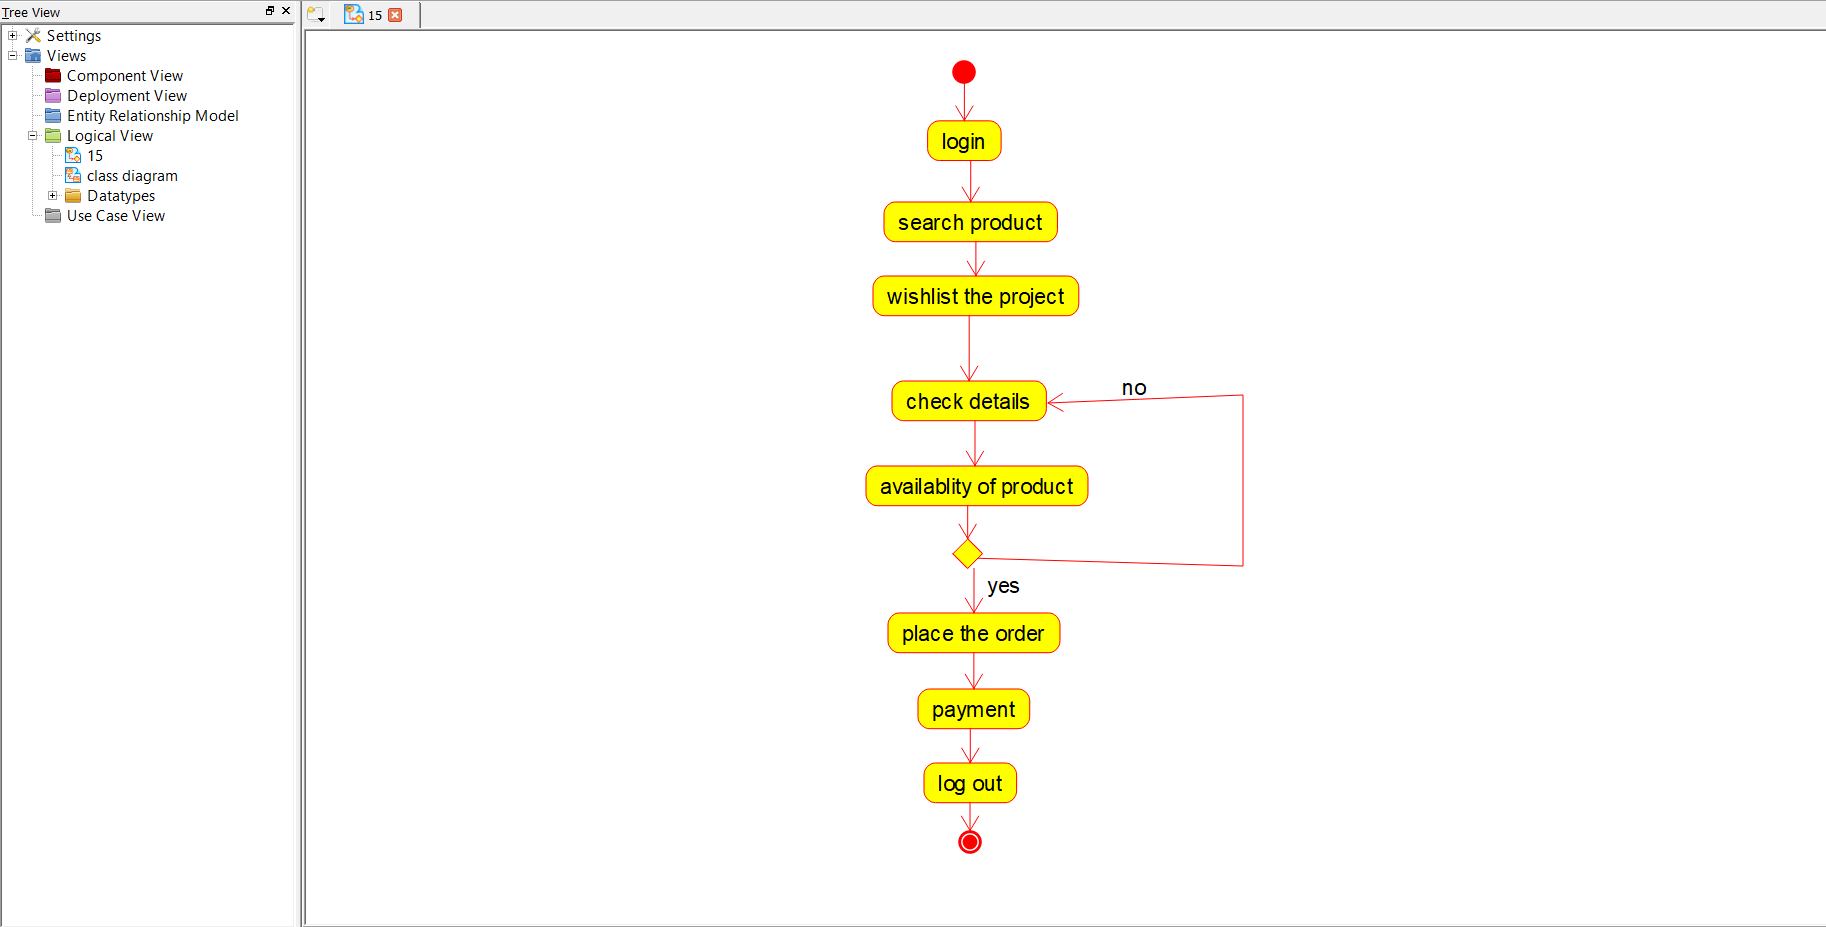 Tree View
Settings
Views
Component View
Deployment View
Entity Relationship Model
Logical View
15
class diagram
Datatypes
Use Case View
15
login
search product
wishlist the project
check details
no
availablity of product
yes
place the order
payment
log out